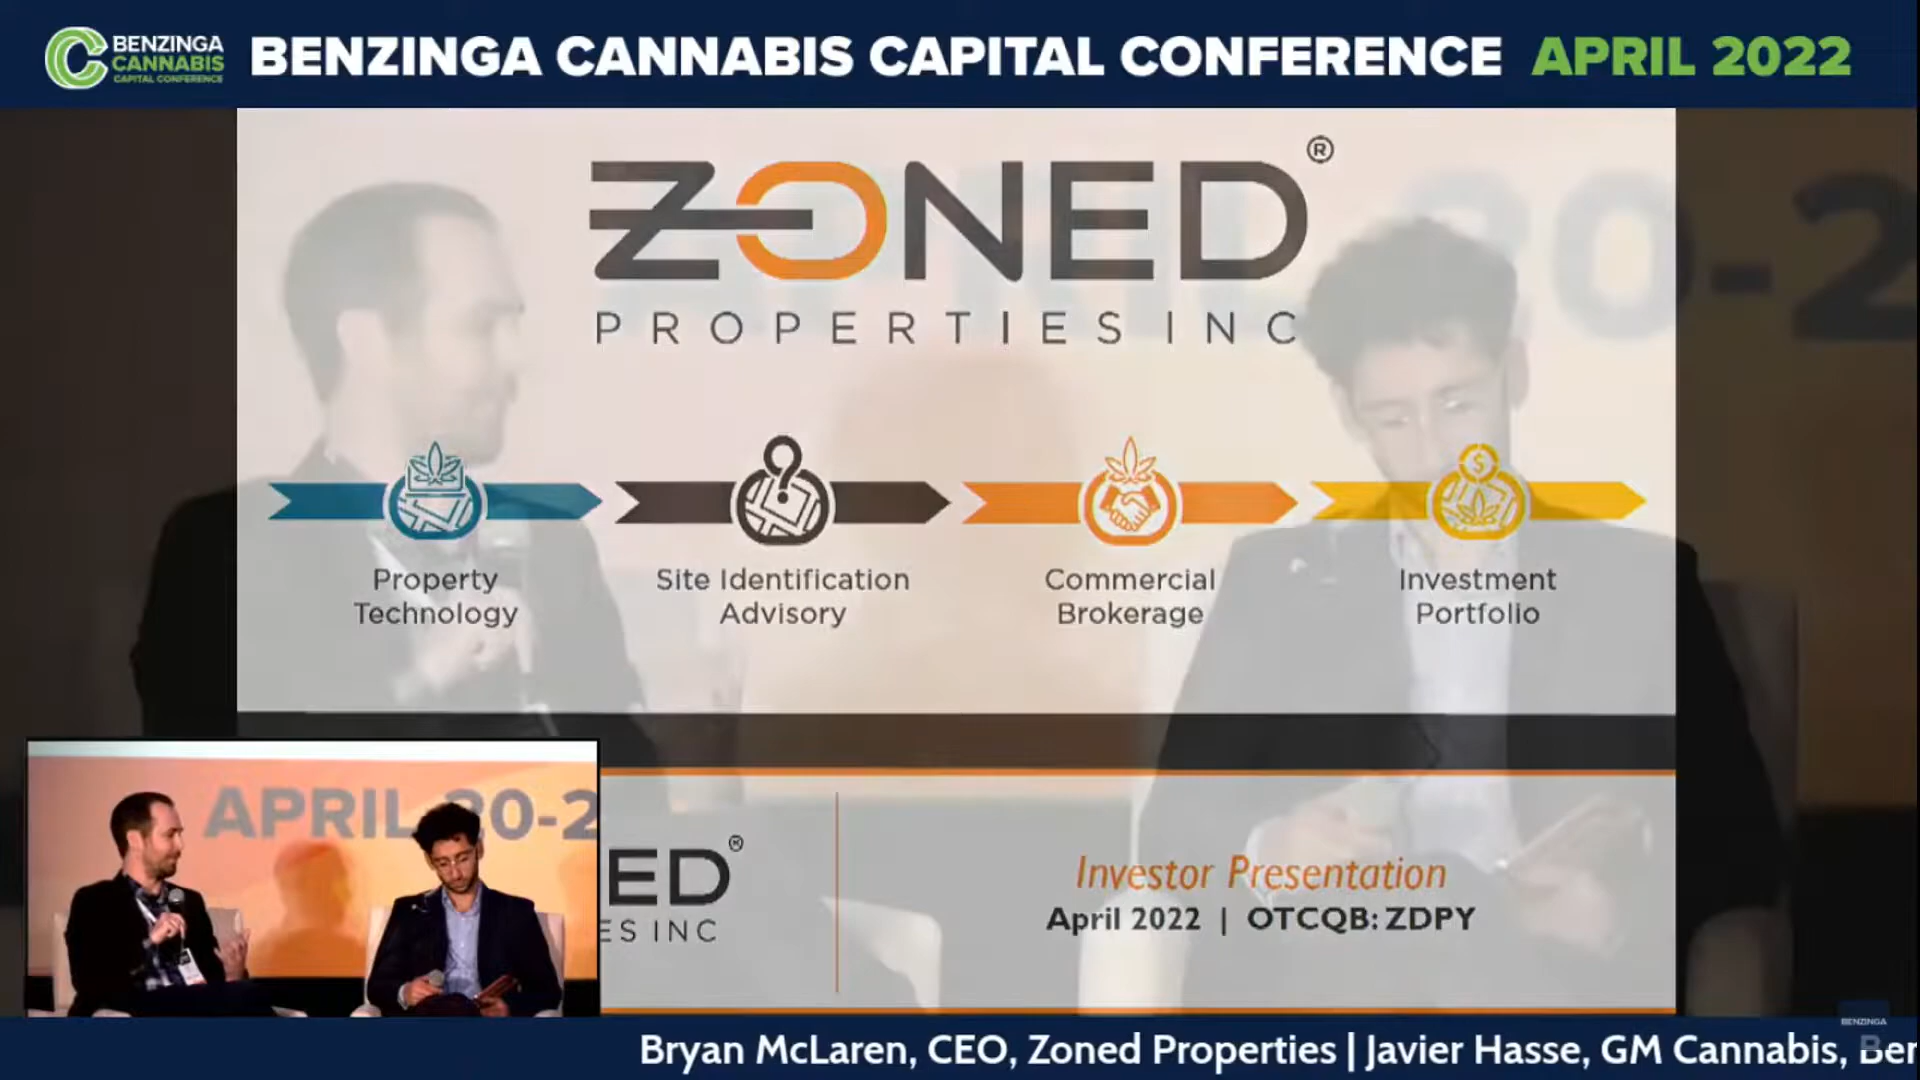 BENZINGA
CANNABIS
CAPITAL CONFERENCE
BENZINGA CANNABIS CAPITAL CONFERENCE APRIL 2022
ZONED®
PROPERTIES INC
Property
Technology
Site Identification
Advisory
Commercial
Brokerage
Investment
Portfolio
APRIL 20-2
ED®
ES INC
Investor Presentation
April 2022 | OTCQB: ZDPY
BENZINGA
Bryan McLaren, CEO, Zoned Properties | Javier Hasse, GM Cannabis, Ben